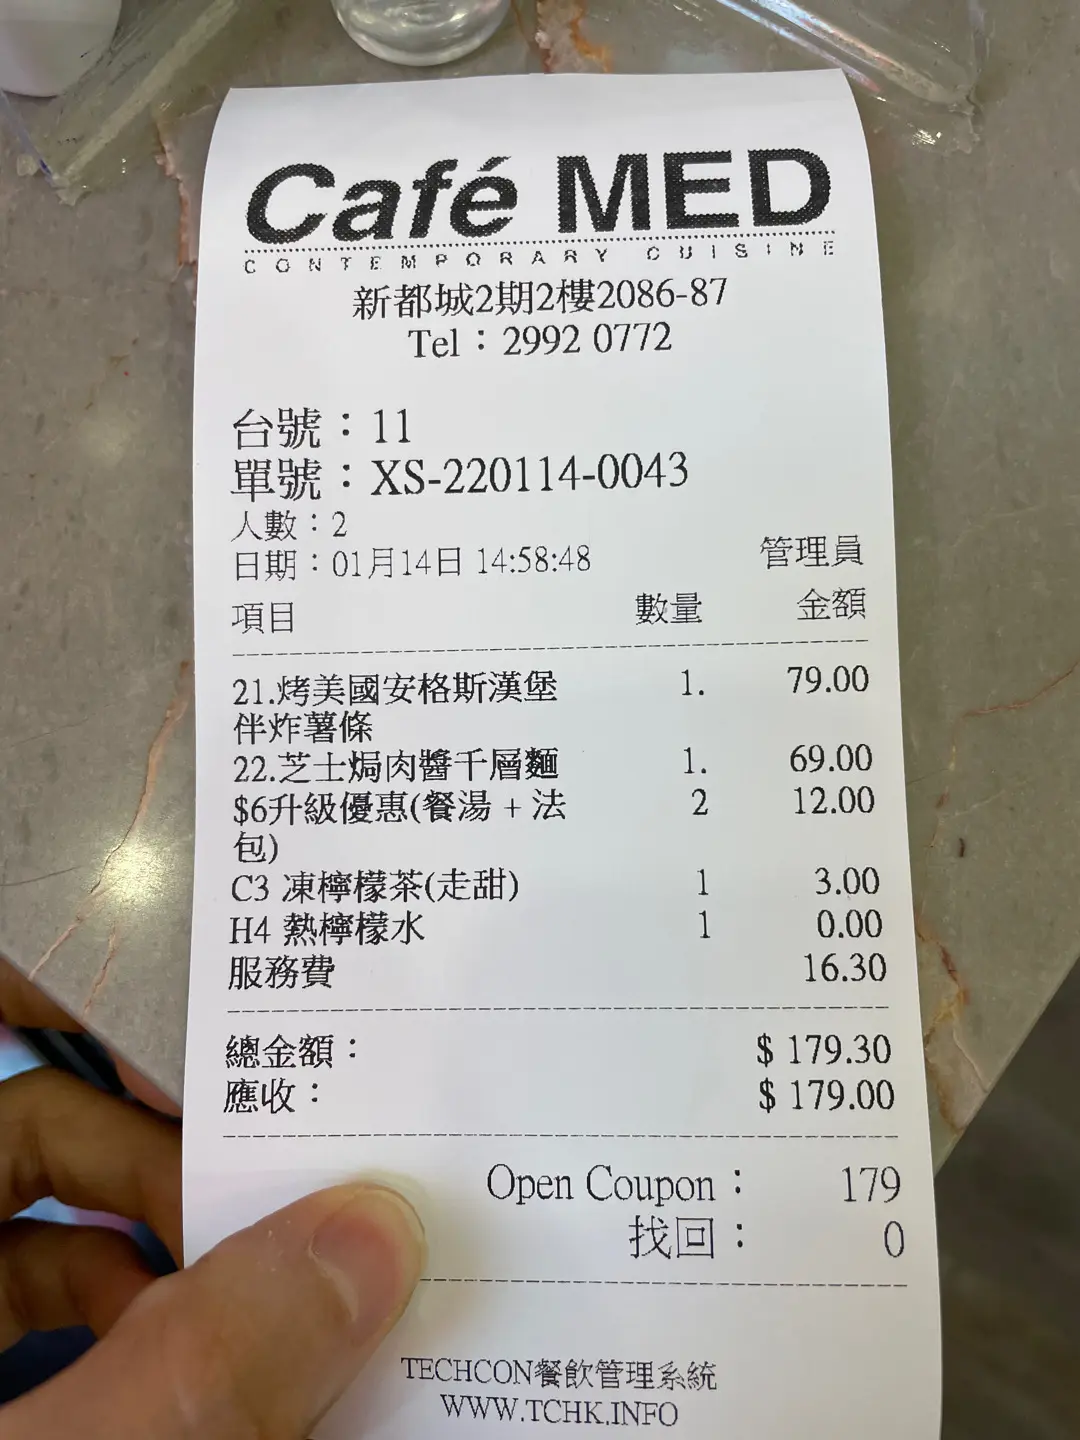 Café MED
CONTEMPORARY CUISINE
新都城2期2樓2086-87
Tel：2992 0772
台號：11
單號：XS-220114-0043
人數：2
日期：01月14日 14:58:48 管理員
項目 數量 金額
21.烤美國安格斯漢堡 1. 79.00
伴炸薯條
22.芝士焗肉醬千層麵 1. 69.00
$6升級優惠(餐湯 + 法 2 12.00
包)
C3 凍檸檬茶(走甜) 1 3.00
H4 熱檸檬水 1 0.00
服務費 16.30
總金額： $ 179.30
應收： $ 179.00
Open Coupon： 179
找回： 0
TECHCON餐飲管理系統
WWW.TCHK.INFO